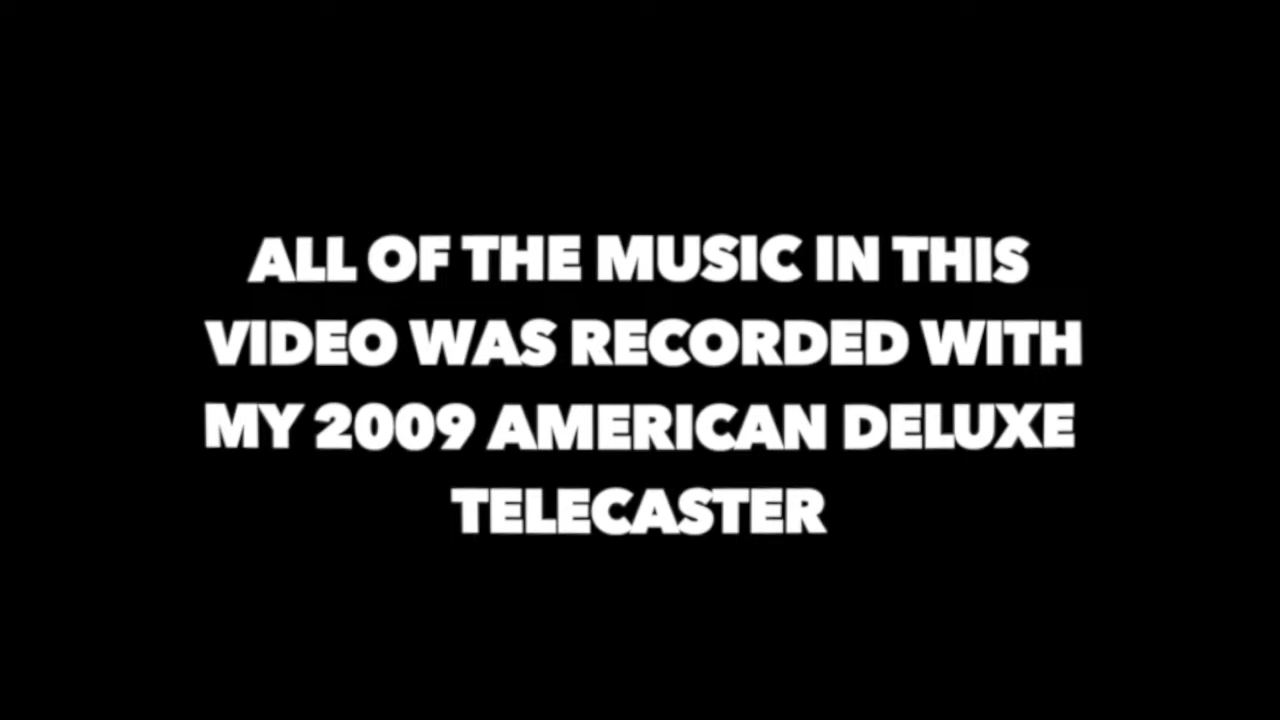 ALL OF THE MUSIC IN THIS
VIDEO WAS RECORDED WITH
MY 2009 AMERICAN DELUXE
TELECASTER